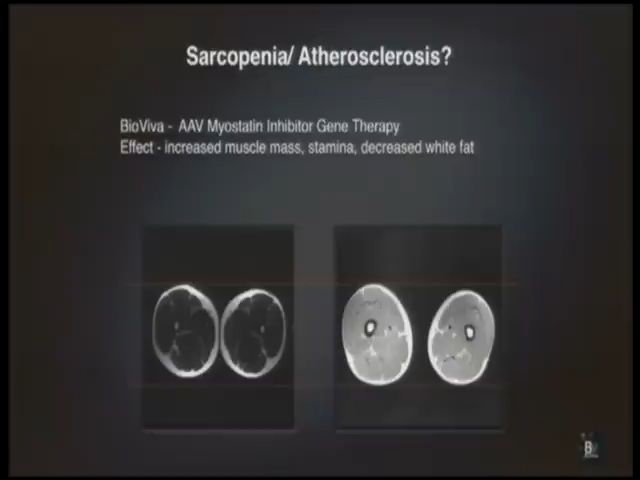 Sarcopenia/ Atherosclerosis?
BioViva - AAV Myostatin Inhibitor Gene Therapy
Effect - increased muscle mass, stamina, decreased white fat
B